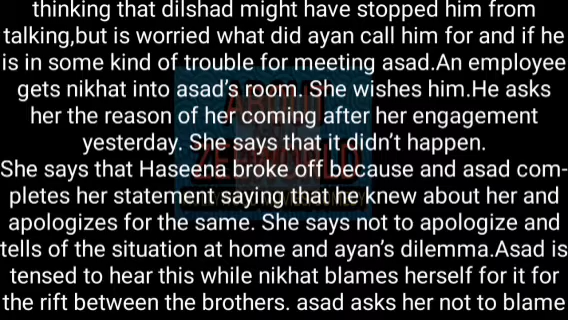 thinking that dilshad might have stopped him from
talking,but is worried what did ayan call him for and if he
is in some kind of trouble for meeting asad.An employee
gets nikhat into asad's room. She wishes him.He asks
her the reason of her coming after her engagement
yesterday. She says that it didn't happen.
She says that Haseena broke off because and asad com-
pletes her statement saying that he knew about her and
apologizes for the same. She says not to apologize and
tells of the situation at home and ayan's dilemma.Asad is
tensed to hear this while nikhat blames herself for it for
the rift between the brothers. asad asks her not to blame